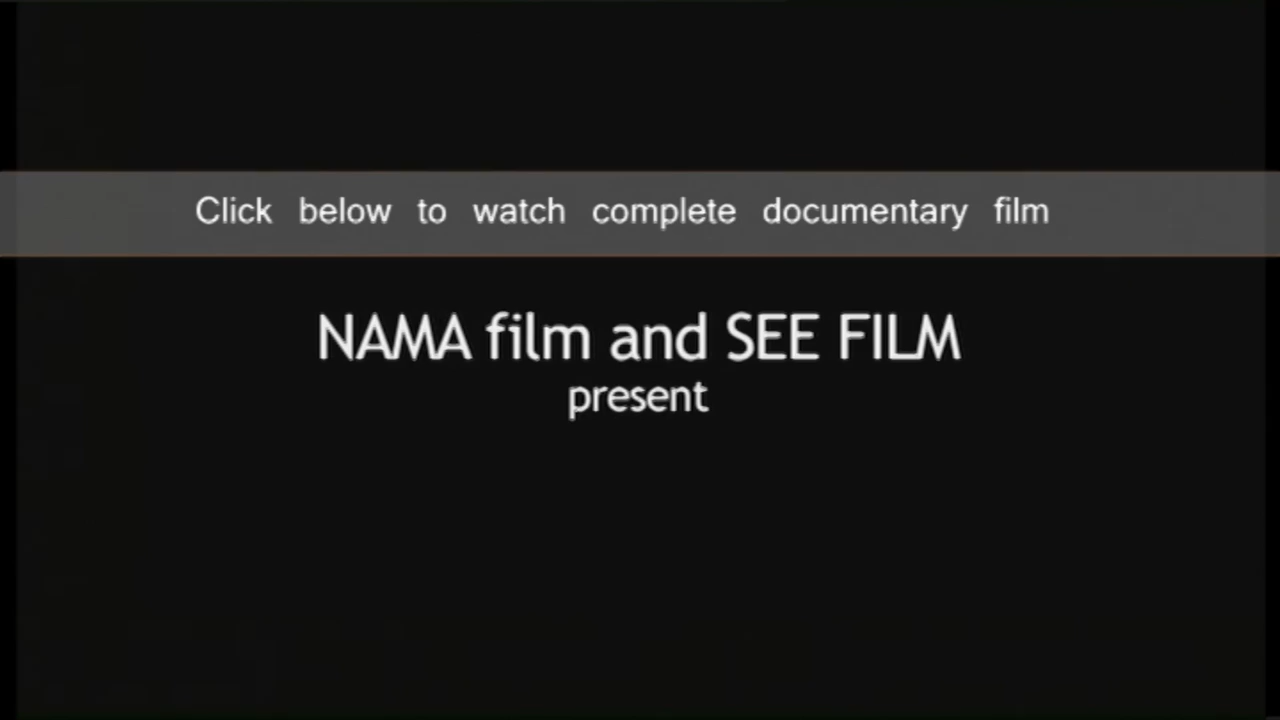 Click below to watch complete documentary film
NAMA film and SEE FILM
present